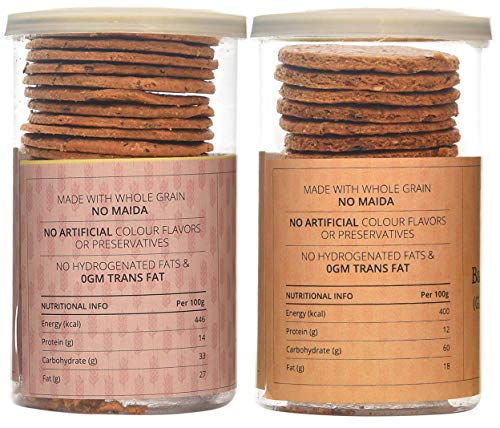 MADE WITH WHOLE GRAIN
NO MAIDA
NO ARTIFICIAL COLOUR FLAVORS
OR PRESERVATIVES
NO HYDROGENATED FATS &
0GM TRANS FAT
NUTRITIONAL INFO Per 100g
Energy (kcal) 446
Protein (g) 14
Carbohydrate (g) 33
Fat (g) 27
MADE WITH WHOLE GRAIN
NO MAIDA
NO ARTIFICIAL COLOUR FLAVORS
OR PRESERVATIVES
NO HYDROGENATED FATS &
0GM TRANS FAT
NUTRITIONAL INFO Per 100g
Energy (kcal) 400
Protein (g) 12
Carbohydrate (g) 60
Fat (g) 18